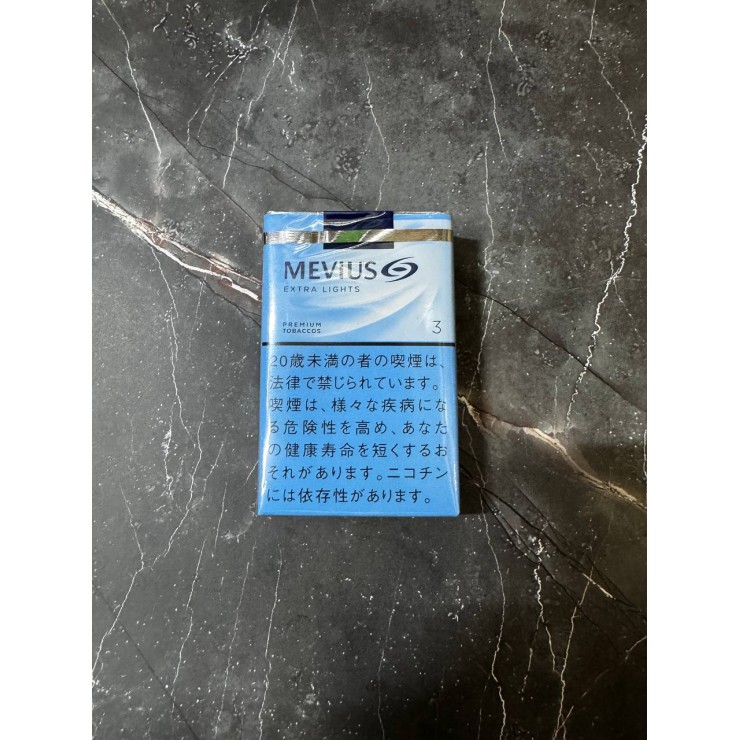 MEVIUS
EXTRA LIGHTS
PREMIUM
TOBACCOS
3
20歳未満の者の喫煙は、
法律で禁じられています。
喫煙は、様々な疾病にな
る危険性を高め、あなた
の健康寿命を短くするお
それがあります。ニコチン
には依存性があります。